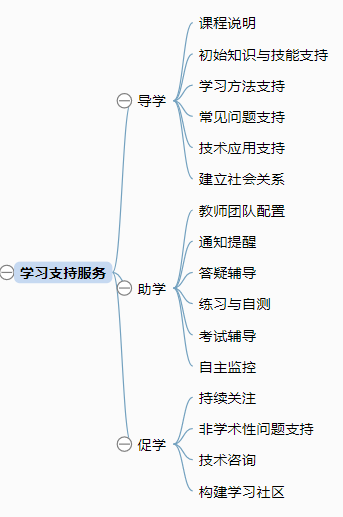 课程说明
初始知识与技能支持
学习方法支持
常见问题支持
技术应用支持
建立社会关系
导学
教师团队配置
通知提醒
答疑辅导
练习与自测
考试辅导
自主监控
助学
学习支持服务
持续关注
非学术性问题支持
技术咨询
构建学习社区
促学